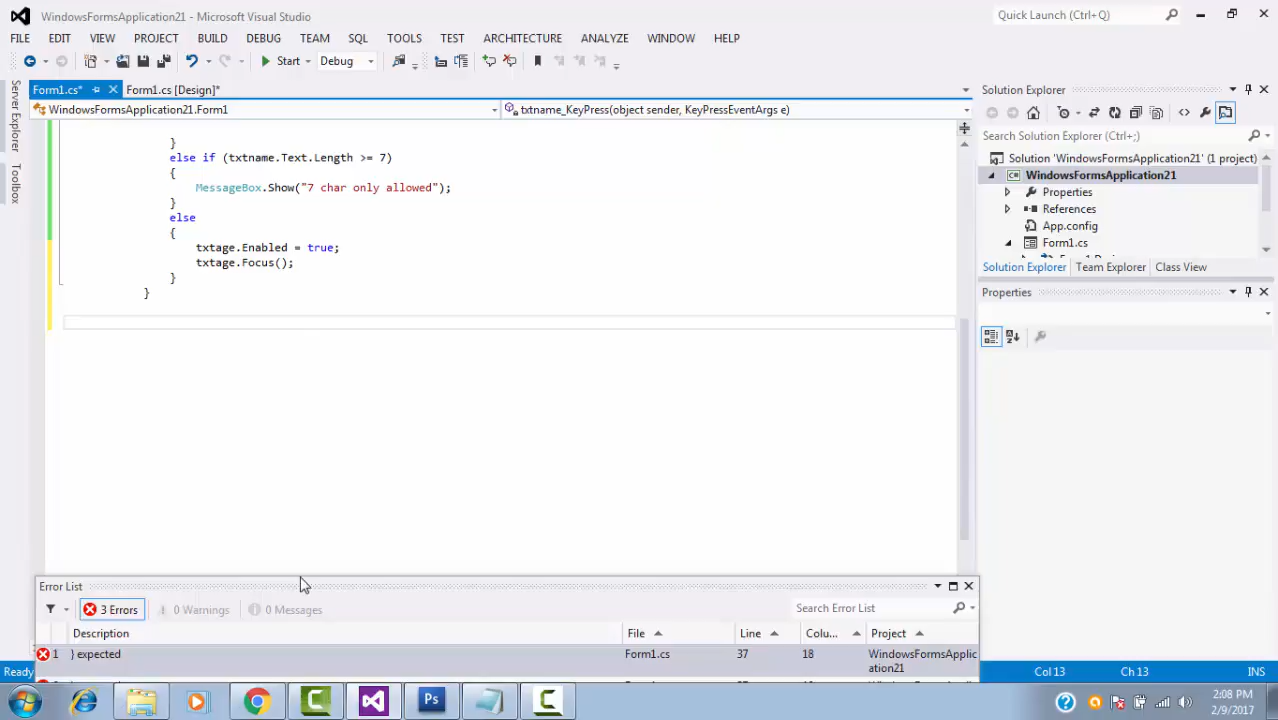 WindowsFormsApplication21 - Microsoft Visual Studio
Quick Launch (Ctrl+Q)
FILE EDIT VIEW PROJECT BUILD DEBUG TEAM SQL TOOLS TEST ARCHITECTURE ANALYZE WINDOW HELP
Start Debug
Form1.cs* Form1.cs [Design]*
WindowsFormsApplication21.Form1 txtname_KeyPress(object sender, KeyPressEventArgs e)
Server Explorer
Toolbox
}
else if (txtname.Text.Length >= 7)
{
MessageBox.Show("7 char only allowed");
}
else
{
txtage.Enabled = true;
txtage.Focus();
}
}
Solution Explorer
Search Solution Explorer (Ctrl+;)
Solution 'WindowsFormsApplication21' (1 project)
WindowsFormsApplication21
Properties
References
App.config
Form1.cs
Solution Explorer Team Explorer Class View
Properties
Error List
3 Errors 0 Warnings 0 Messages
Search Error List
Description File Line Colu... Project
1 } expected Form1.cs 37 18 WindowsFormsApplic
ation21
Ready Col 13 Ch 13 INS
Ps
2:08 PM
2/9/2017